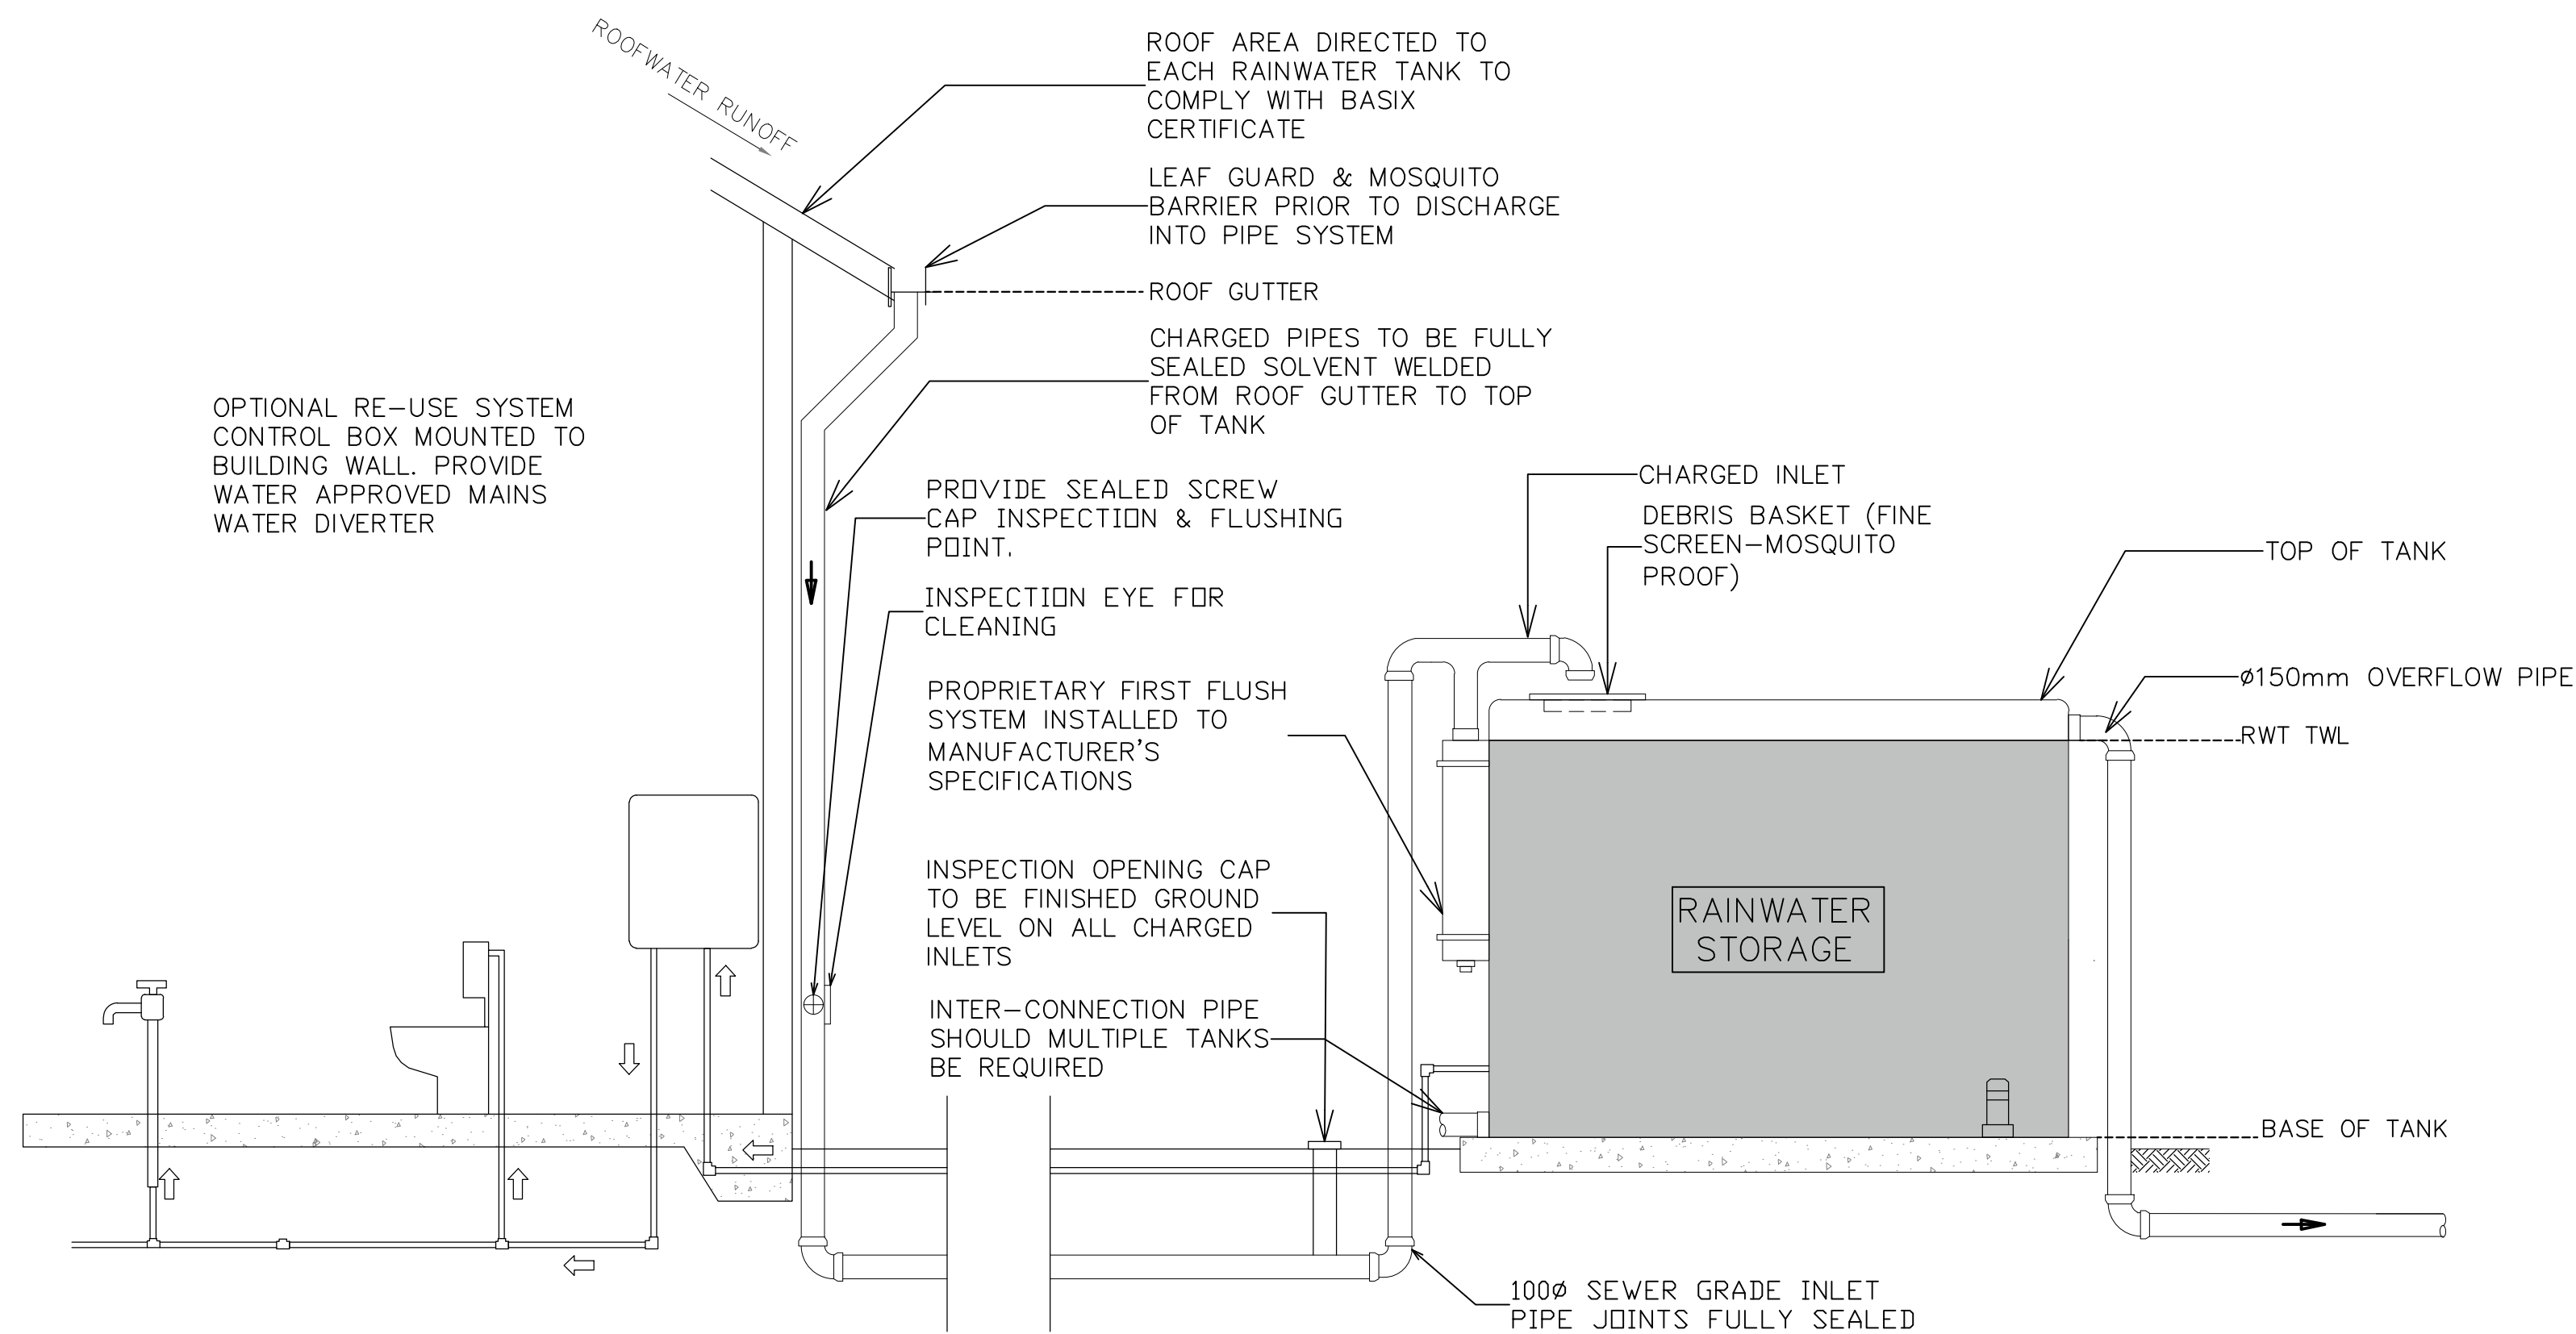 ROOFWATER RUNOFF
ROOF AREA DIRECTED TO
EACH RAINWATER TANK TO
COMPLY WITH BASIX
CERTIFICATE
LEAF GUARD & MOSQUITO
BARRIER PRIOR TO DISCHARGE
INTO PIPE SYSTEM
ROOF GUTTER
CHARGED PIPES TO BE FULLY
SEALED SOLVENT WELDED
FROM ROOF GUTTER TO TOP
OF TANK
OPTIONAL RE-USE SYSTEM
CONTROL BOX MOUNTED TO
BUILDING WALL. PROVIDE
WATER APPROVED MAINS
WATER DIVERTER
PROVIDE SEALED SCREW
CAP INSPECTION & FLUSHING
POINT.
INSPECTION EYE FOR
CLEANING
PROPRIETARY FIRST FLUSH
SYSTEM INSTALLED TO
MANUFACTURER'S
SPECIFICATIONS
INSPECTION OPENING CAP
TO BE FINISHED GROUND
LEVEL ON ALL CHARGED
INLETS
INTER-CONNECTION PIPE
SHOULD MULTIPLE TANKS
BE REQUIRED
CHARGED INLET
DEBRIS BASKET (FINE
SCREEN-MOSQUITO
PROOF)
TOP OF TANK
ø150mm OVERFLOW PIPE
RWT TWL
RAINWATER
STORAGE
BASE OF TANK
100ø SEWER GRADE INLET
PIPE JOINTS FULLY SEALED